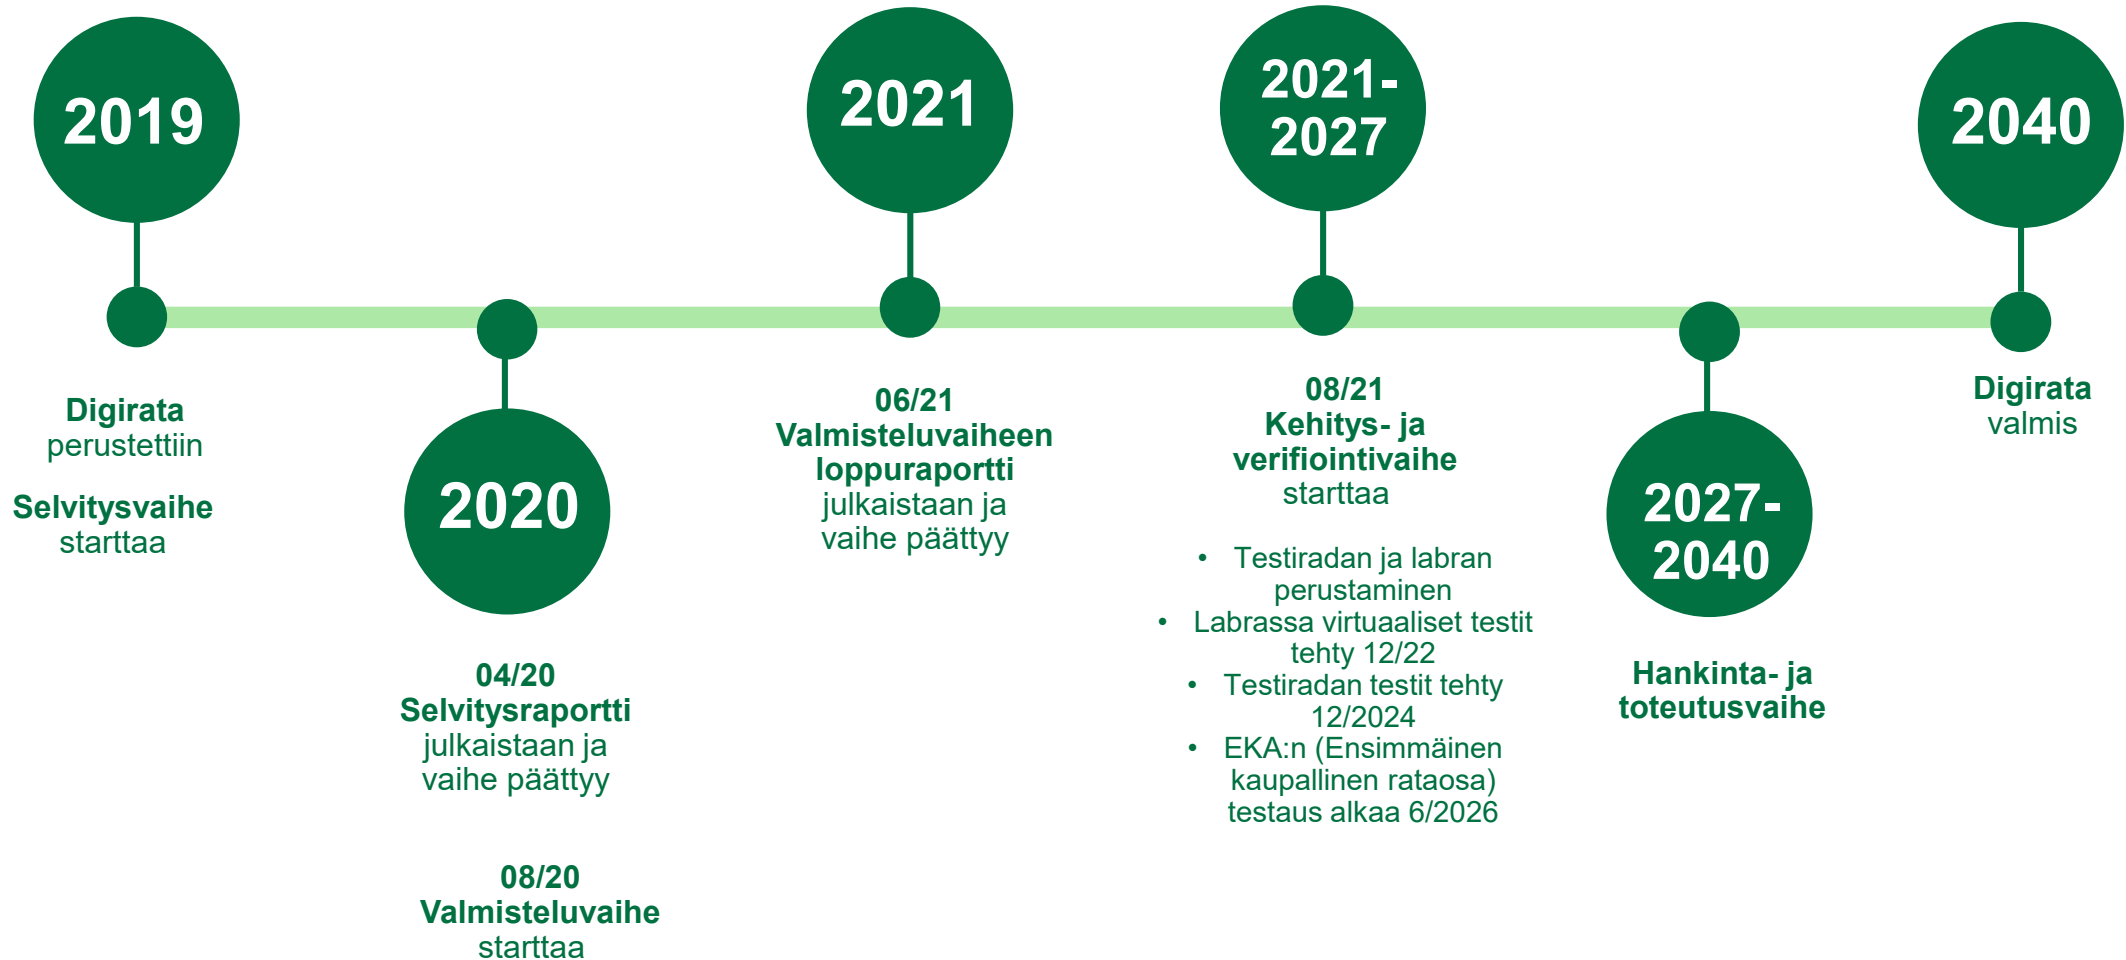 2019
Digirata
perustettiin
Selvitysvaihe
starttaa
2020
04/20
Selvitysraportti
julkaistaan ja
vaihe päättyy
08/20
Valmisteluvaihe
starttaa
2021
06/21
Valmisteluvaiheen
loppuraportti
julkaistaan ja
vaihe päättyy
2021-
2027
08/21
Kehitys- ja
verifiointivaihe
starttaa
• Testiradan ja labran
perustaminen
• Labrassa virtuaaliset testit
tehty 12/22
• Testiradan testit tehty
12/2024
• EKA:n (Ensimmäinen
kaupallinen rataosa)
testaus alkaa 6/2026
2027-
2040
Hankinta- ja
toteutusvaihe
2040
Digirata
valmis